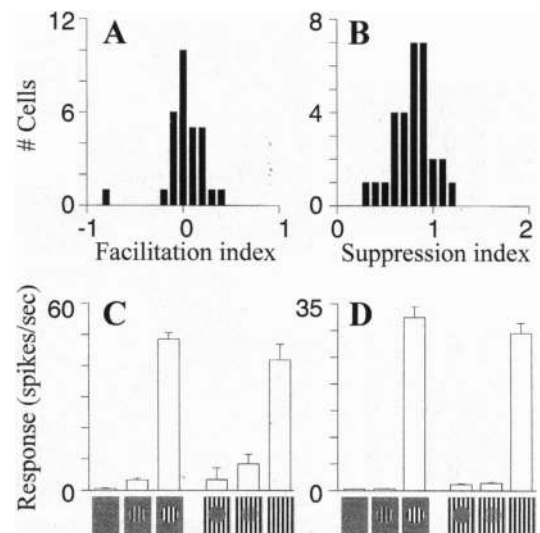 12
A
6
0
-1
0
1
Facilitation index
# Cells
8
B
4
0
0
1
2
Suppression index
60
C
0
Response (spikes/sec)
35
D
0